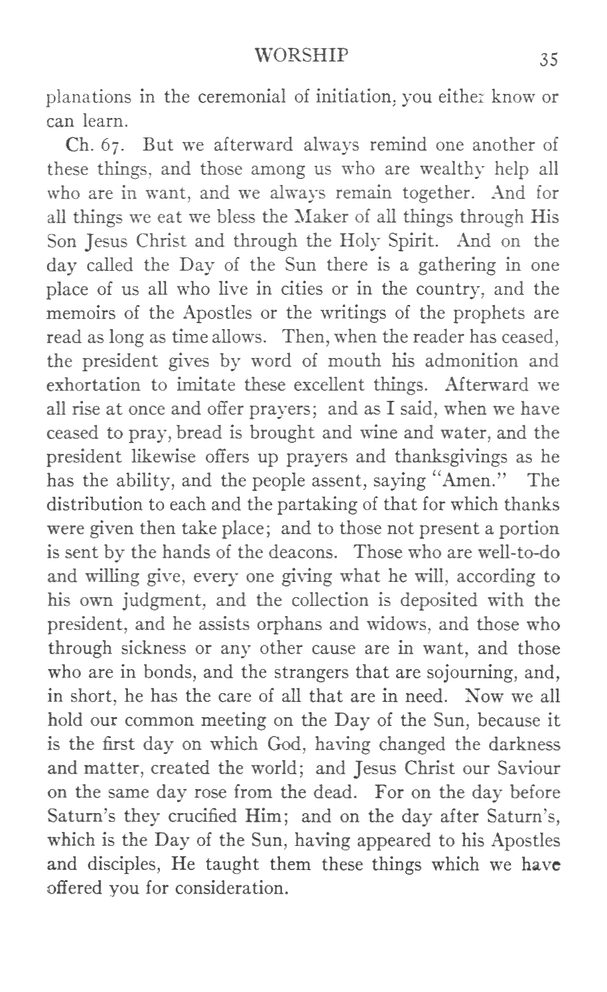 WORSHIP 35
planations in the ceremonial of initiation, you either know or
can learn.
Ch. 67. But we afterward always remind one another of
these things, and those among us who are wealthy help all
who are in want, and we always remain together. And for
all things we eat we bless the Maker of all things through His
Son Jesus Christ and through the Holy Spirit. And on the
day called the Day of the Sun there is a gathering in one
place of us all who live in cities or in the country, and the
memoirs of the Apostles or the writings of the prophets are
read as long as time allows. Then, when the reader has ceased,
the president gives by word of mouth his admonition and
exhortation to imitate these excellent things. Afterward we
all rise at once and offer prayers; and as I said, when we have
ceased to pray, bread is brought and wine and water, and the
president likewise offers up prayers and thanksgivings as he
has the ability, and the people assent, saying "Amen." The
distribution to each and the partaking of that for which thanks
were given then take place; and to those not present a portion
is sent by the hands of the deacons. Those who are well-to-do
and willing give, every one giving what he will, according to
his own judgment, and the collection is deposited with the
president, and he assists orphans and widows, and those who
through sickness or any other cause are in want, and those
who are in bonds, and the strangers that are sojourning, and,
in short, he has the care of all that are in need. Now we all
hold our common meeting on the Day of the Sun, because it
is the first day on which God, having changed the darkness
and matter, created the world; and Jesus Christ our Saviour
on the same day rose from the dead. For on the day before
Saturn's they crucified Him; and on the day after Saturn's,
which is the Day of the Sun, having appeared to his Apostles
and disciples, He taught them these things which we have
offered you for consideration.